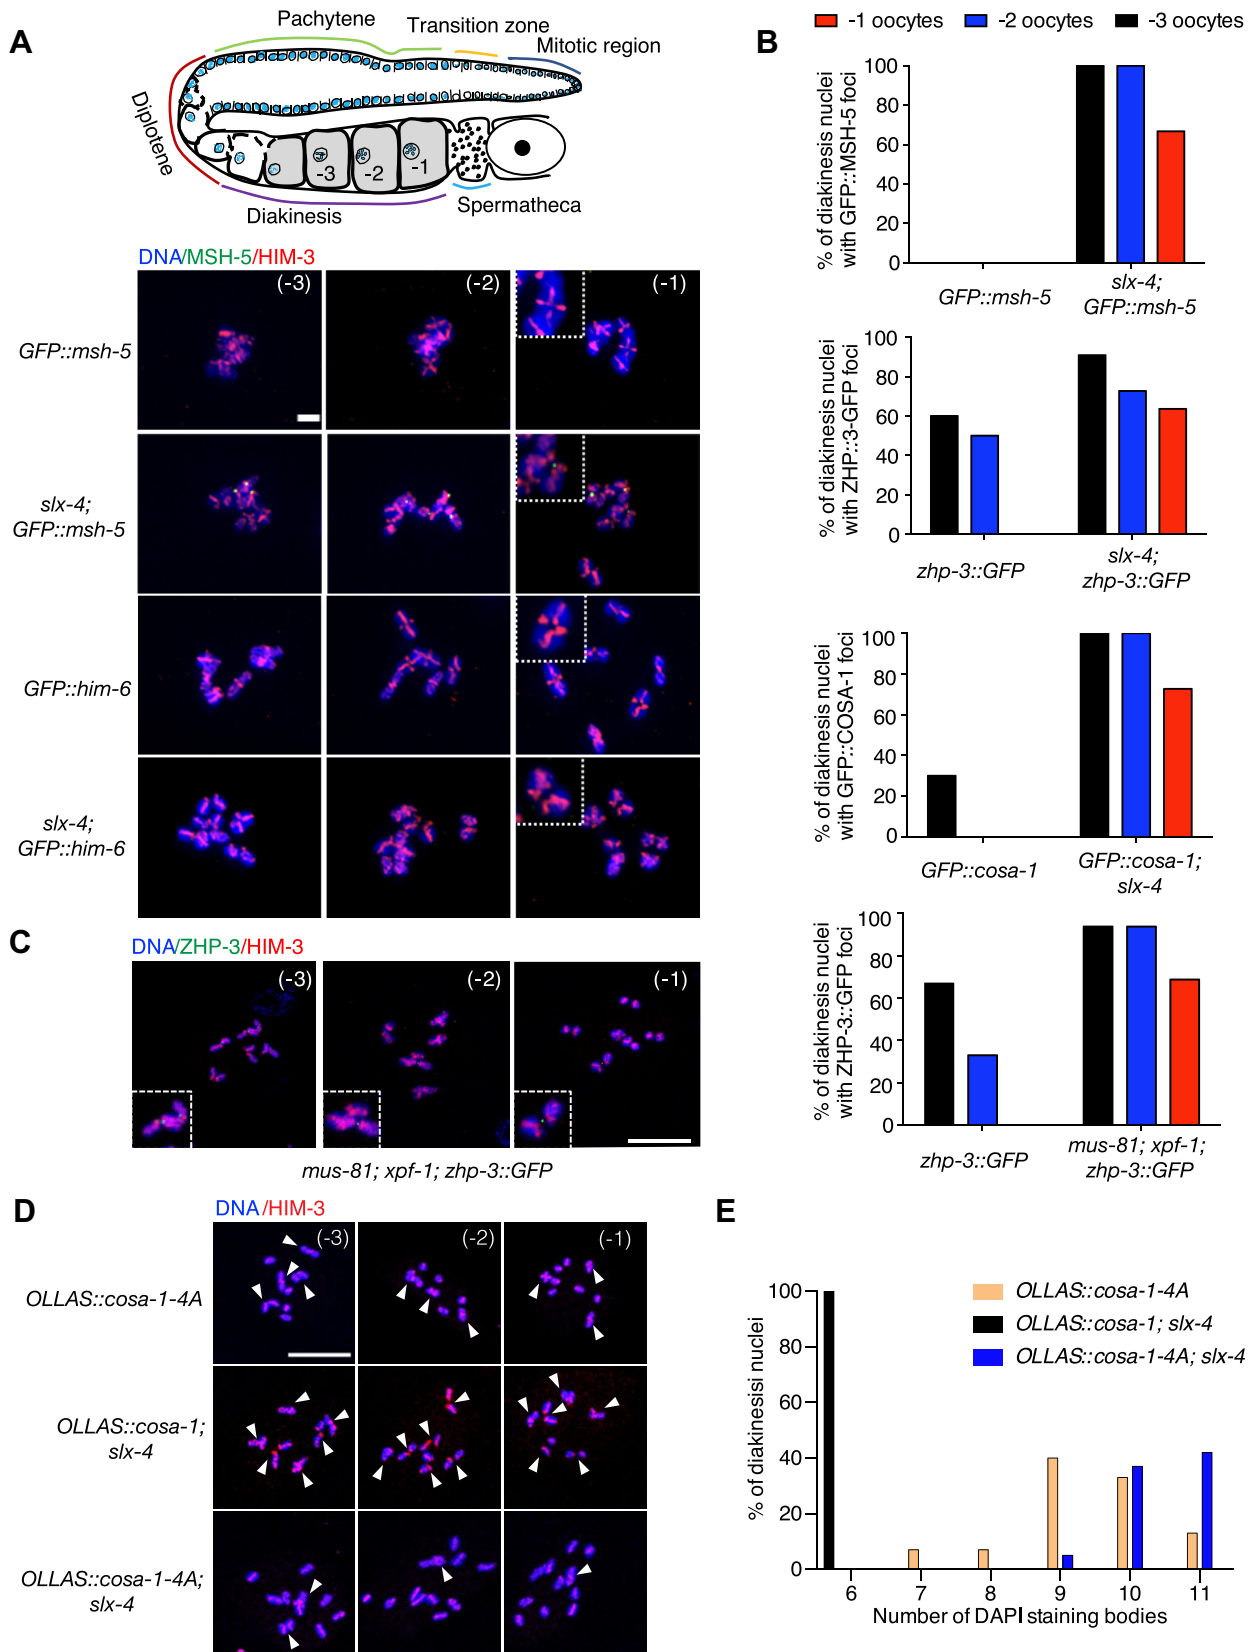 A
Pachytene
Transition zone
Mitotic region
Diplotene
-3
-2
-1
Diakinesis
Spermatheca
DNA/MSH-5/HIM-3
(-3)
(-2)
(-1)
GFP::msh-5
slx-4;
GFP::msh-5
GFP::him-6
slx-4;
GFP::him-6
B
-1 oocytes
-2 oocytes
-3 oocytes
% of diakinesis nuclei
with GFP::MSH-5 foci
100
80
60
40
20
0
GFP::msh-5
slx-4;
GFP::msh-5
% of diakinesis nuclei
with ZHP::3-GFP foci
100
80
60
40
20
0
zhp-3::GFP
slx-4;
zhp-3::GFP
% of diakinesis nuclei
with GFP::COSA-1 foci
100
80
60
40
20
0
GFP::cosa-1
GFP::cosa-1;
slx-4
% of diakinesis nuclei
with ZHP-3::GFP foci
100
80
60
40
20
0
zhp-3::GFP
mus-81; xpf-1;
zhp-3::GFP
C
DNA/ZHP-3/HIM-3
(-3)
(-2)
(-1)
mus-81; xpf-1; zhp-3::GFP
D
DNA/HIM-3
(-3)
(-2)
(-1)
OLLAS::cosa-1-4A
OLLAS::cosa-1;
slx-4
OLLAS::cosa-1-4A;
slx-4
E
% of diakinesisi nuclei
100
80
60
40
20
0
OLLAS::cosa-1-4A
OLLAS::cosa-1; slx-4
OLLAS::cosa-1-4A; slx-4
6
7
8
9
10
11
Number of DAPI staining bodies